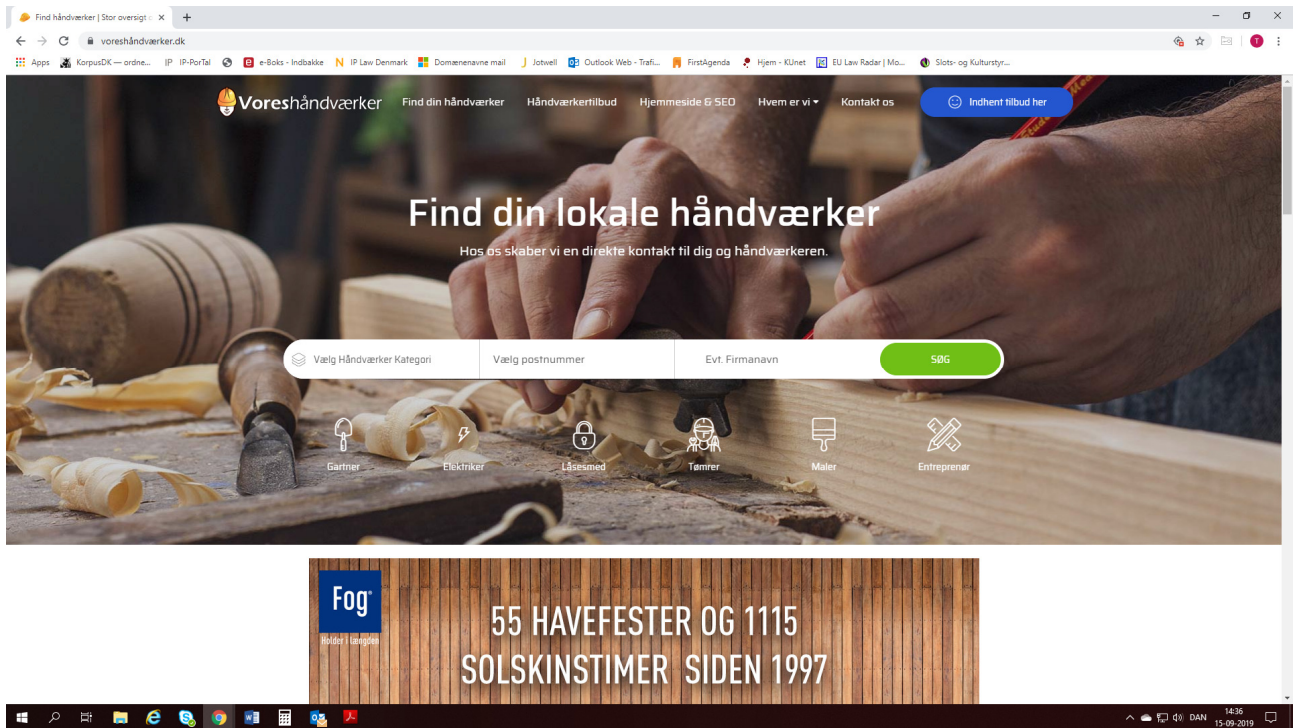 Find håndværker | Stor oversigt
voreshåndværker.dk
Apps KorpusDK — ordne... IP IP-PorTal e-Boks - Indbakke N IP Law Denmark Domænenavne mail J Jotwell Outlook Web - Trafi... FirstAgenda Hjem - KUnet EU Law Radar | Mo... Slots- og Kulturstyr...
Voreshåndværker Find din håndværker Håndværkertilbud Hjemmeside & SEO Hvem er vi Kontakt os Indhent tilbud her
Find din lokale håndværker
Hos os skaber vi en direkte kontakt til dig og håndværkeren.
Vælg Håndværker Kategori Vælg postnummer Evt. Firmanavn SØG
Gartner Elektriker Låsesmed Tømrer Maler Entreprenør
Fog
Holder i længden
55 HAVEFESTER OG 1115
SOLSKINSTIMER SIDEN 1997
DAN 14:36
15-09-2019